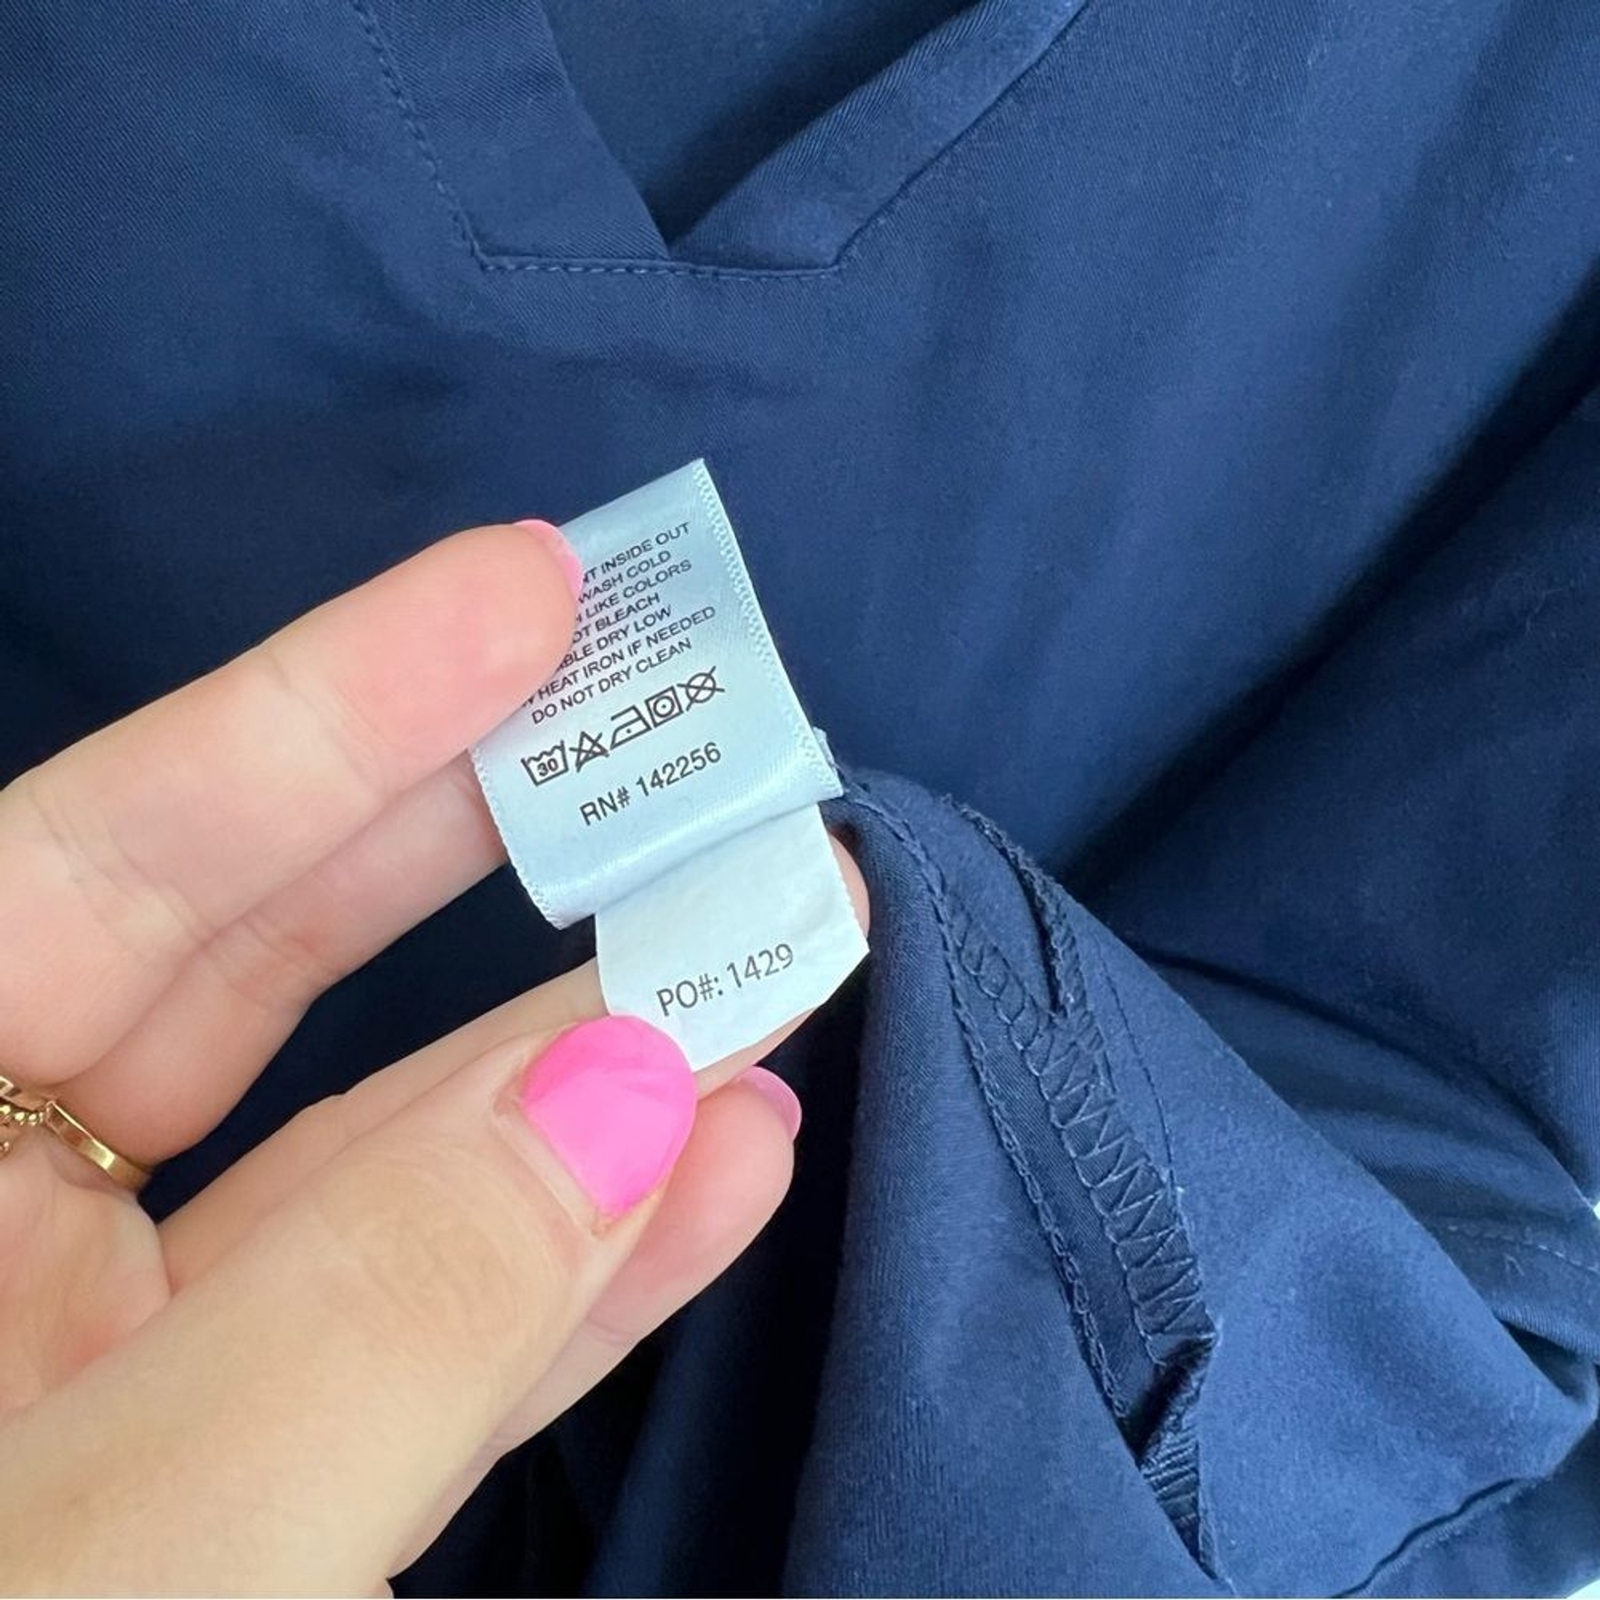 INSIDE OUT
WASH COLD
LIKE COLORS
BLEACH
DRY LOW
HEAT IRON IF NEEDED
DO NOT DRY CLEAN
30
RN# 142256
PO#: 1429